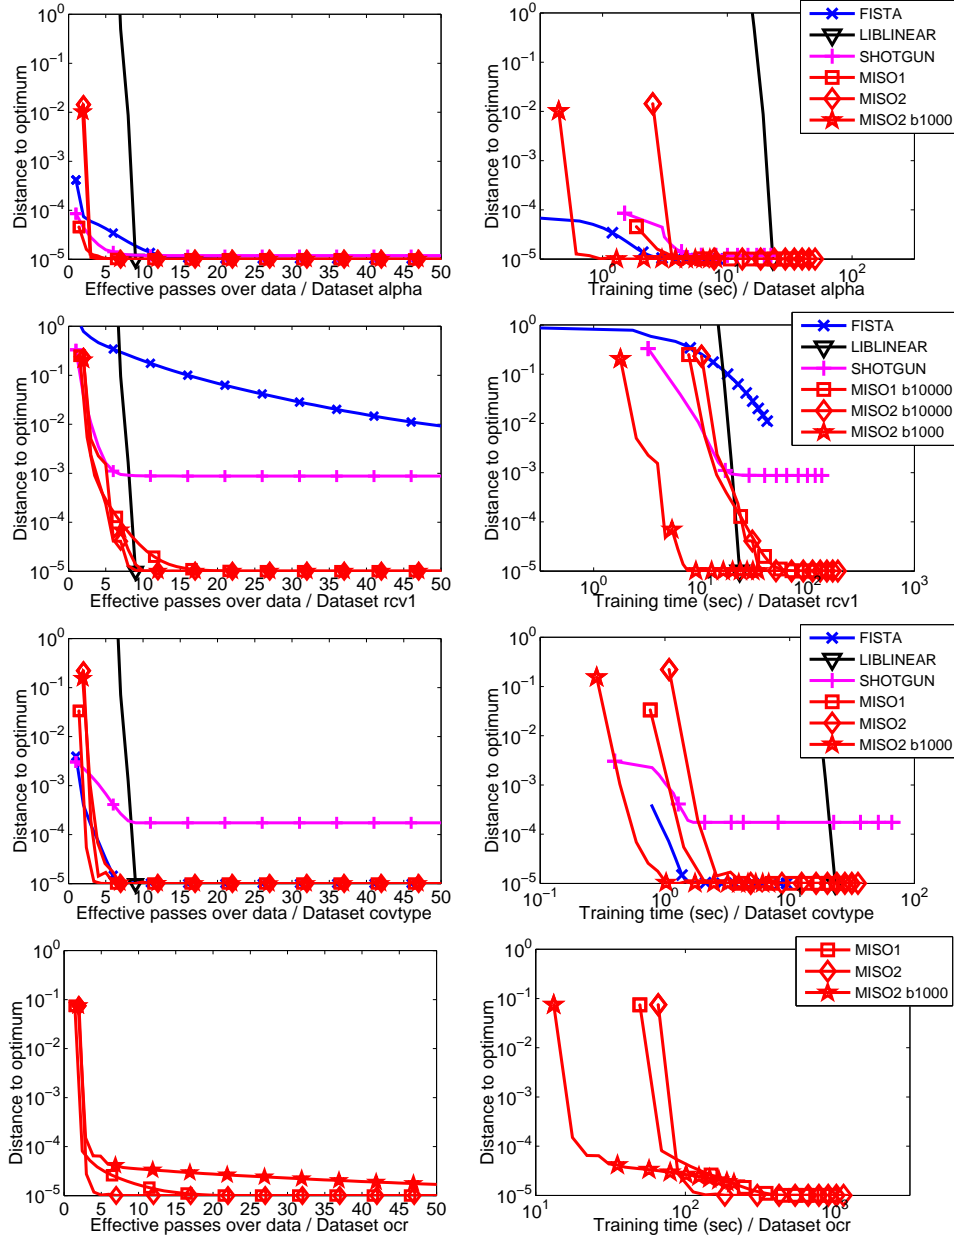 10^0
10^-1
10^-2
10^-3
10^-4
10^-5
Distance to optimum
0 5 10 15 20 25 30 35 40 45 50
Effective passes over data / Dataset alpha
10^0
10^-1
10^-2
10^-3
10^-4
10^-5
Distance to optimum
10^0 10^1 10^2
Training time (sec) / Dataset alpha
FISTA
LIBLINEAR
SHOTGUN
MISO1
MISO2
MISO2 b1000
10^0
10^-1
10^-2
10^-3
10^-4
10^-5
Distance to optimum
0 5 10 15 20 25 30 35 40 45 50
Effective passes over data / Dataset rcv1
10^0
10^-1
10^-2
10^-3
10^-4
10^-5
Distance to optimum
10^0 10^1 10^2 10^3
Training time (sec) / Dataset rcv1
FISTA
LIBLINEAR
SHOTGUN
MISO1 b10000
MISO2 b10000
MISO2 b1000
10^0
10^-1
10^-2
10^-3
10^-4
10^-5
Distance to optimum
0 5 10 15 20 25 30 35 40 45 50
Effective passes over data / Dataset covtype
10^0
10^-1
10^-2
10^-3
10^-4
10^-5
Distance to optimum
10^-1 10^0 10^1 10^2
Training time (sec) / Dataset covtype
FISTA
LIBLINEAR
SHOTGUN
MISO1
MISO2
MISO2 b1000
10^0
10^-1
10^-2
10^-3
10^-4
10^-5
Distance to optimum
0 5 10 15 20 25 30 35 40 45 50
Effective passes over data / Dataset ocr
10^0
10^-1
10^-2
10^-3
10^-4
10^-5
Distance to optimum
10^1 10^2 10^3
Training time (sec) / Dataset ocr
MISO1
MISO2
MISO2 b1000